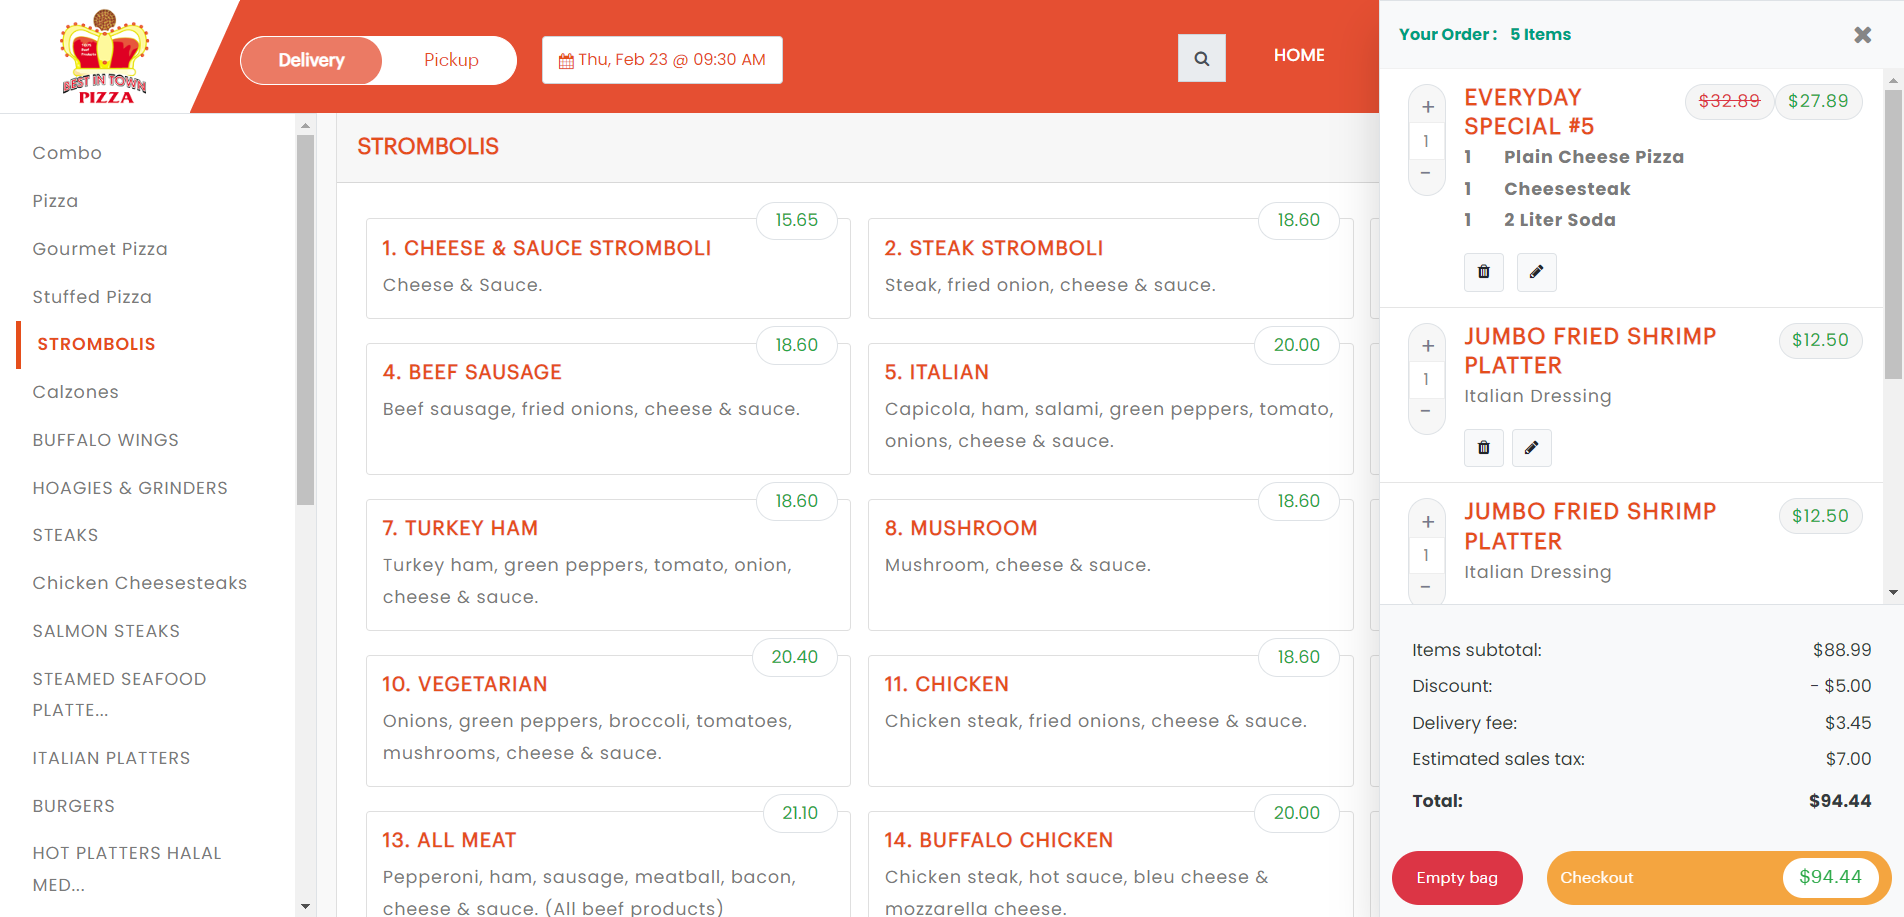 BEST IN TOWN
PIZZA
Delivery
Pickup
Thu, Feb 23 @ 09:30 AM
HOME
Combo
Pizza
Gourmet Pizza
Stuffed Pizza
STROMBOLIS
Calzones
BUFFALO WINGS
HOAGIES & GRINDERS
STEAKS
Chicken Cheesesteaks
SALMON STEAKS
STEAMED SEAFOOD
PLATTE...
ITALIAN PLATTERS
BURGERS
HOT PLATTERS HALAL
MED...
STROMBOLIS
15.65
1. CHEESE & SAUCE STROMBOLI
Cheese & Sauce.
18.60
2. STEAK STROMBOLI
Steak, fried onion, cheese & sauce.
18.60
4. BEEF SAUSAGE
Beef sausage, fried onions, cheese & sauce.
20.00
5. ITALIAN
Capicola, ham, salami, green peppers, tomato,
onions, cheese & sauce.
18.60
7. TURKEY HAM
Turkey ham, green peppers, tomato, onion,
cheese & sauce.
18.60
8. MUSHROOM
Mushroom, cheese & sauce.
20.40
10. VEGETARIAN
Onions, green peppers, broccoli, tomatoes,
mushrooms, cheese & sauce.
18.60
11. CHICKEN
Chicken steak, fried onions, cheese & sauce.
21.10
13. ALL MEAT
Pepperoni, ham, sausage, meatball, bacon,
cheese & sauce. (All beef products)
20.00
14. BUFFALO CHICKEN
Chicken steak, hot sauce, bleu cheese &
mozzarella cheese.
Your Order : 5 Items
+
1
−
EVERYDAY
SPECIAL #5
$32.89 $27.89
1 Plain Cheese Pizza
1 Cheesesteak
1 2 Liter Soda
+
1
−
JUMBO FRIED SHRIMP
PLATTER
$12.50
Italian Dressing
+
1
−
JUMBO FRIED SHRIMP
PLATTER
$12.50
Italian Dressing
Items subtotal: $88.99
Discount: - $5.00
Delivery fee: $3.45
Estimated sales tax: $7.00
Total: $94.44
Empty bag
Checkout $94.44